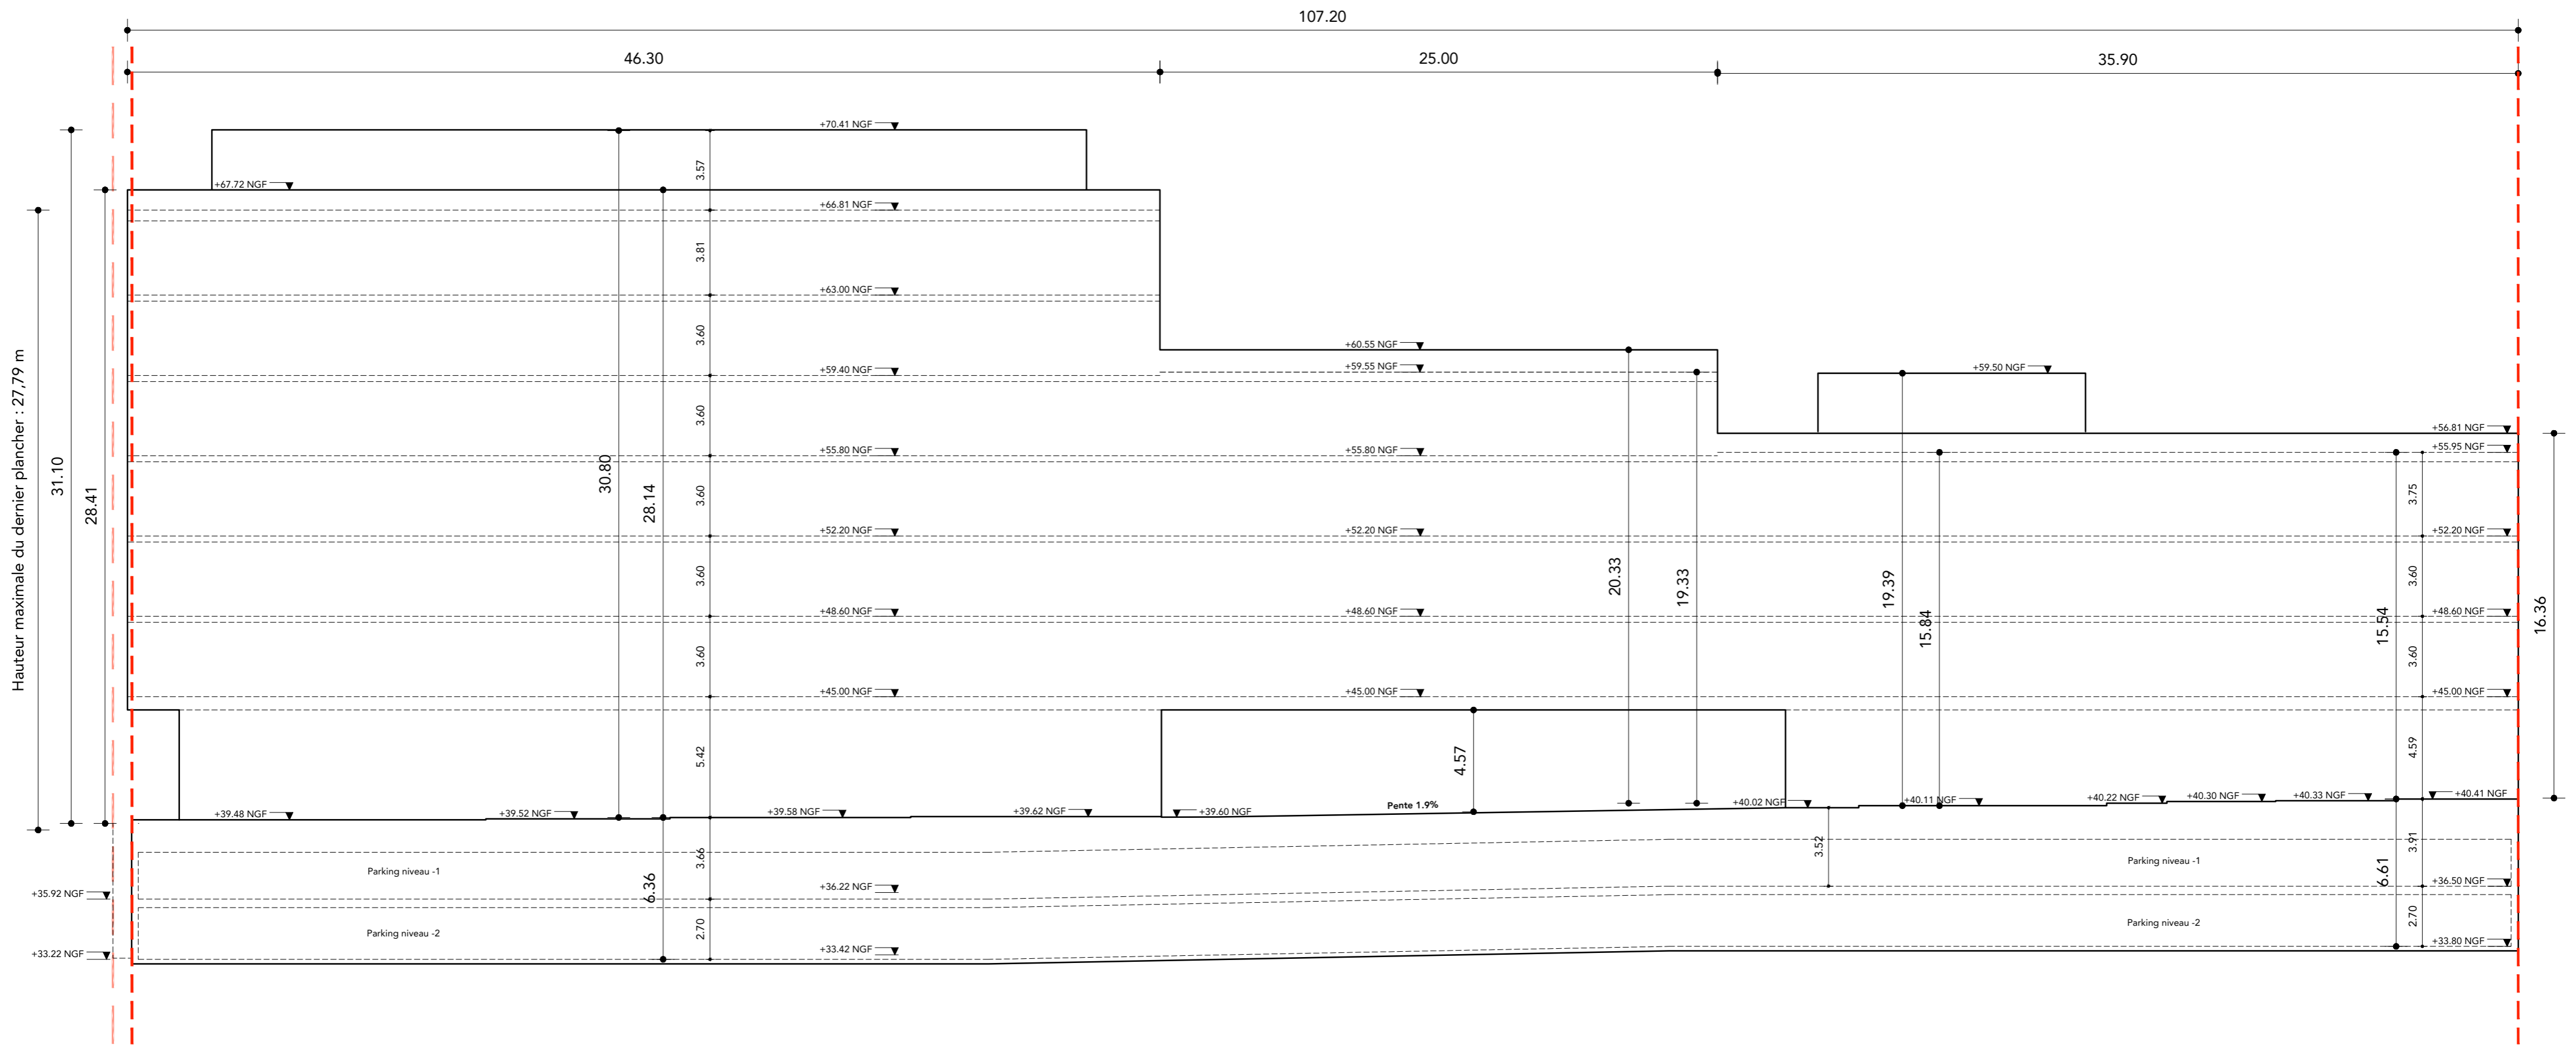 107.20
46.30
25.00
35.90
+70.41 NGF
3.57
+67.72 NGF
+66.81 NGF
3.81
+63.00 NGF
3.60
+60.55 NGF
+59.55 NGF
+59.40 NGF
+59.50 NGF
3.60
+56.81 NGF
+55.95 NGF
+55.80 NGF
+55.80 NGF
Hauteur maximale du dernier plancher : 27,79 m
31.10
28.41
30.80
28.14
3.60
3.75
+52.20 NGF
+52.20 NGF
+52.20 NGF
20.33
19.33
19.39
15.84
15.54
16.36
3.60
3.60
+48.60 NGF
+48.60 NGF
+48.60 NGF
3.60
3.60
+45.00 NGF
+45.00 NGF
+45.00 NGF
5.42
4.57
4.59
+39.48 NGF
+39.52 NGF
+39.58 NGF
+39.62 NGF
+39.60 NGF
Pente 1.9%
+40.02 NGF
+40.11 NGF
+40.22 NGF
+40.30 NGF
+40.33 NGF
+40.41 NGF
3.66
3.52
3.91
Parking niveau -1
Parking niveau -1
6.36
6.61
+35.92 NGF
+36.22 NGF
+36.50 NGF
2.70
2.70
Parking niveau -2
Parking niveau -2
+33.22 NGF
+33.42 NGF
+33.80 NGF